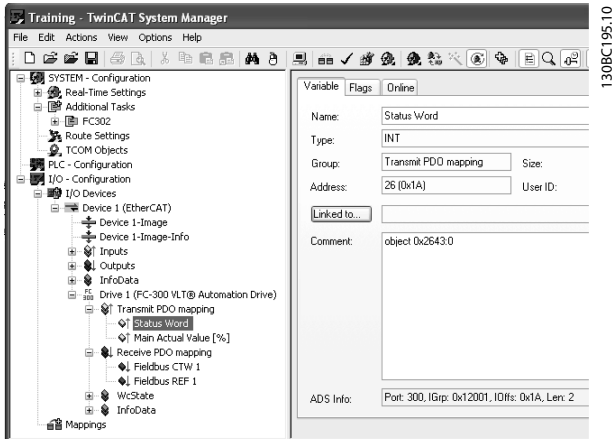 Training - TwinCAT System Manager
File Edit Actions View Options Help
SYSTEM - Configuration
Real-Time Settings
Additional Tasks
FC302
Route Settings
TCOM Objects
PLC - Configuration
I/O - Configuration
I/O Devices
Device 1 (EtherCAT)
Device 1-Image
Device 1-Image-Info
Inputs
Outputs
InfoData
FC 300 Drive 1 (FC-300 VLT® Automation Drive)
Transmit PDO mapping
Status Word
Main Actual Value [%]
Receive PDO mapping
Fieldbus CTW 1
Fieldbus REF 1
WcState
InfoData
Mappings
Variable Flags Online
Name: Status Word
Type: INT
Group: Transmit PDO mapping Size:
Address: 26 (0x1A) User ID:
Linked to...
Comment: object 0x2643:0
ADS Info: Port: 300, IGrp: 0x12001, IOffs: 0x1A, Len: 2
130BC195.10